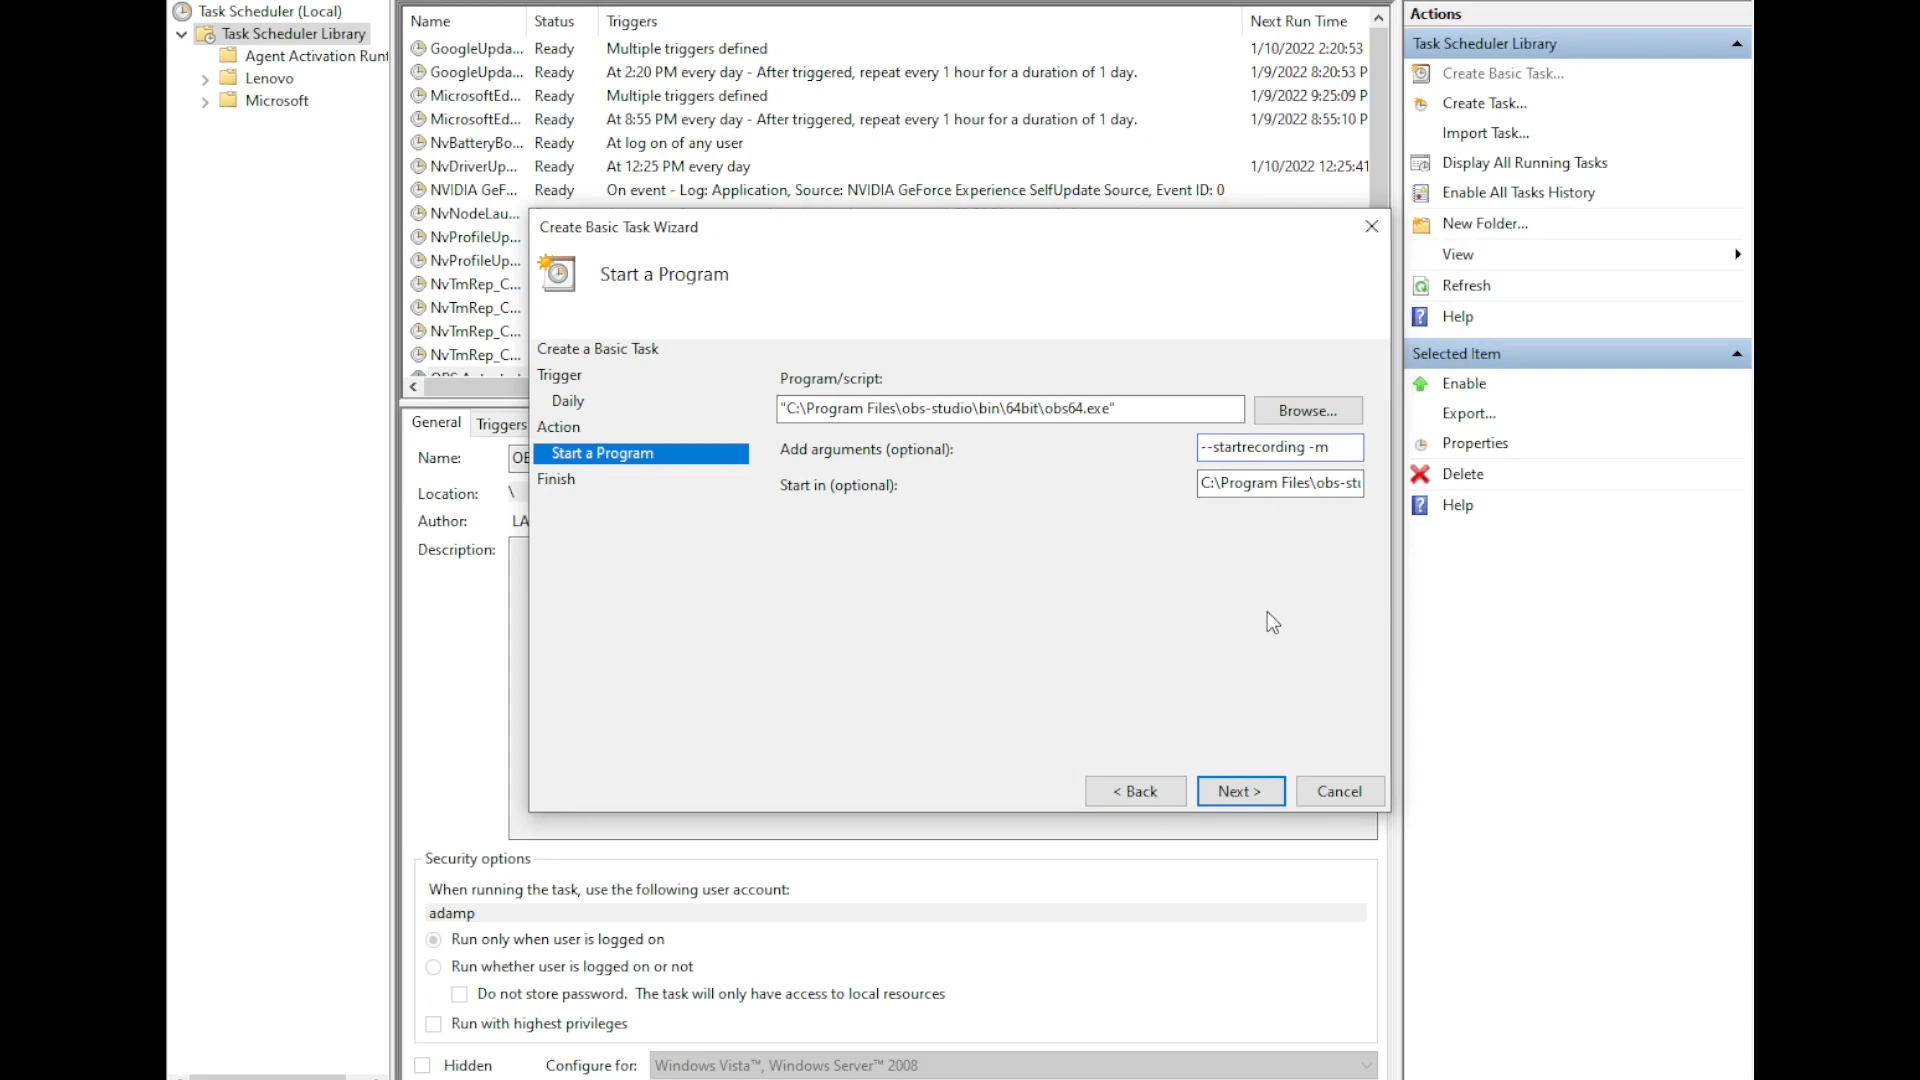 Task Scheduler (Local)
Task Scheduler Library
Agent Activation Runt
Lenovo
Microsoft
Name Status Triggers Next Run Time
GoogleUpda... Ready Multiple triggers defined 1/10/2022 2:20:53
GoogleUpda... Ready At 2:20 PM every day - After triggered, repeat every 1 hour for a duration of 1 day. 1/9/2022 8:20:53 P
MicrosoftEd... Ready Multiple triggers defined 1/9/2022 9:25:09 P
MicrosoftEd... Ready At 8:55 PM every day - After triggered, repeat every 1 hour for a duration of 1 day. 1/9/2022 8:55:10 P
NvBatteryBo... Ready At log on of any user
NvDriverUp... Ready At 12:25 PM every day 1/10/2022 12:25:41
NVIDIA GeF... Ready On event - Log: Application, Source: NVIDIA GeForce Experience SelfUpdate Source, Event ID: 0
NvNodeLau...
NvProfileUp...
NvProfileUp...
NvTmRep_C...
NvTmRep_C...
NvTmRep_C...
NvTmRep_C...
Create Basic Task Wizard
Start a Program
Create a Basic Task
Trigger
Daily
Action
Start a Program
Finish
Program/script:
"C:\Program Files\obs-studio\bin\64bit\obs64.exe" Browse...
Add arguments (optional): --startrecording -m
Start in (optional): C:\Program Files\obs-stu
< Back Next > Cancel
General Triggers
Name: OB
Location: \
Author: LA
Description:
Security options
When running the task, use the following user account:
adamp
Run only when user is logged on
Run whether user is logged on or not
Do not store password. The task will only have access to local resources
Run with highest privileges
Hidden Configure for: Windows Vista™, Windows Server™ 2008
Actions
Task Scheduler Library
Create Basic Task...
Create Task...
Import Task...
Display All Running Tasks
Enable All Tasks History
New Folder...
View
Refresh
Help
Selected Item
Enable
Export...
Properties
Delete
Help